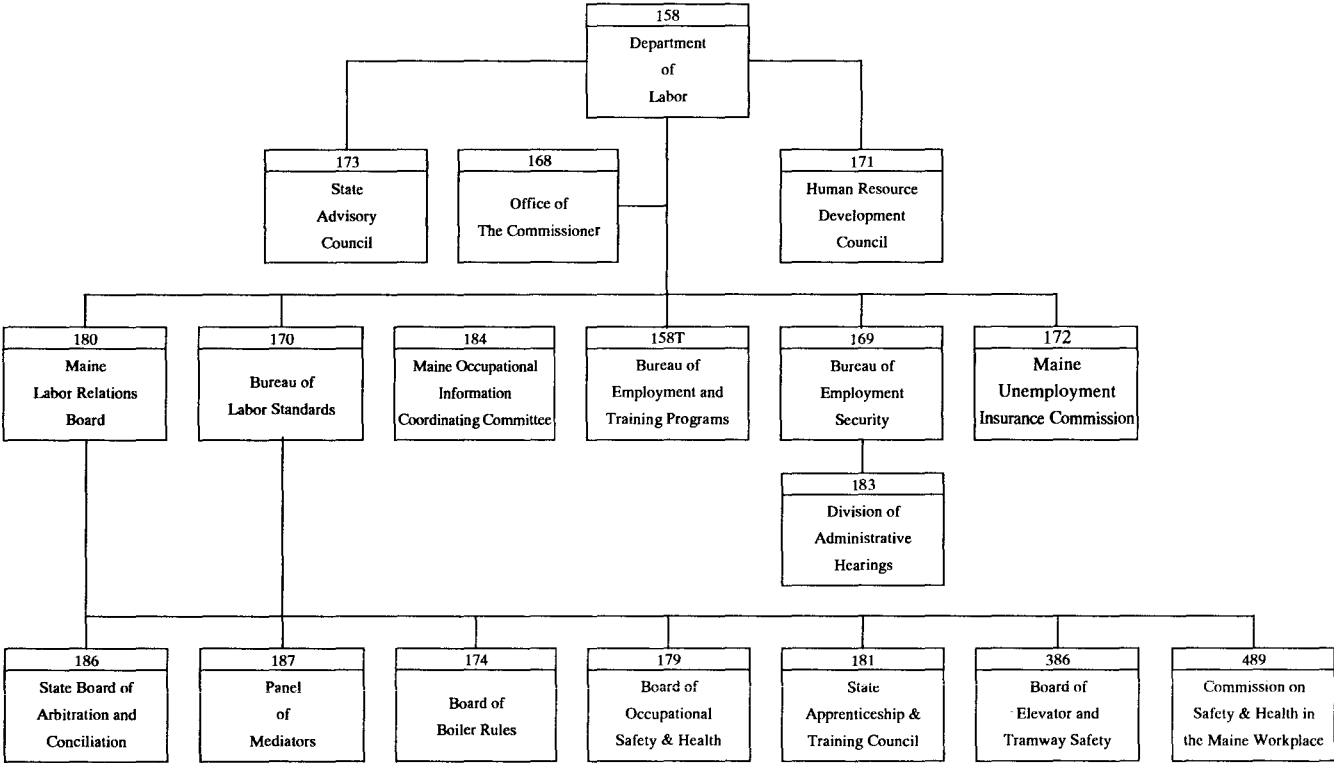 158
Department
of
Labor
173
State
Advisory
Council
168
Office of
The Commissioner
171
Human Resource
Development
Council
180
Maine
Labor Relations
Board
170
Bureau of
Labor Standards
184
Maine Occupational
Information
Coordinating Committee
158T
Bureau of
Employment and
Training Programs
169
Bureau of
Employment
Security
172
Maine
Unemployment
Insurance Commission
183
Division of
Administrative
Hearings
186
State Board of
Arbitration and
Conciliation
187
Panel
of
Mediators
174
Board of
Boiler Rules
179
Board of
Occupational
Safety & Health
181
State
Apprenticeship &
Training Council
386
Board of
Elevator and
Tramway Safety
489
Commission on
Safety & Health in
the Maine Workplace